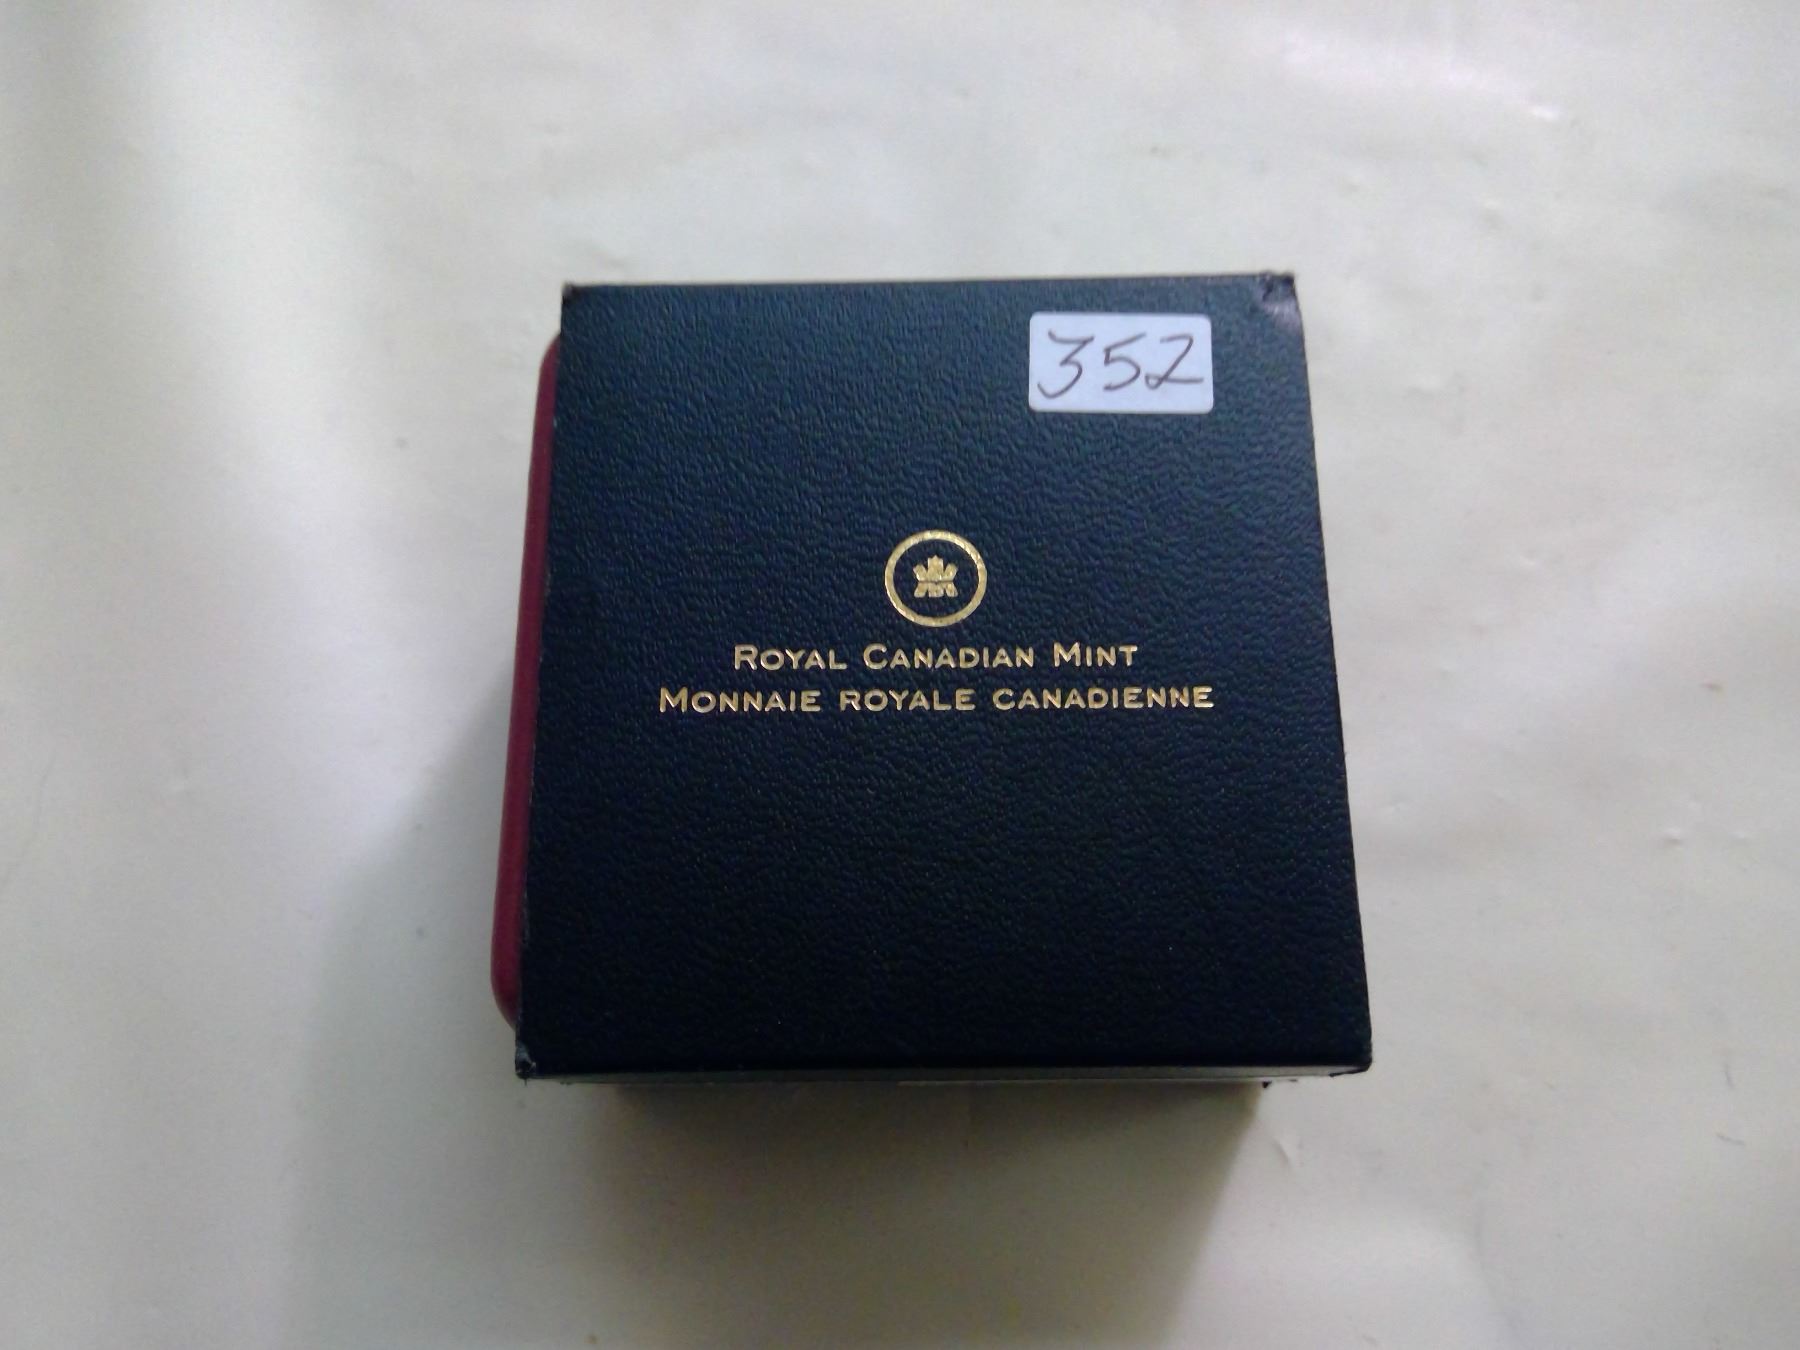 352
ROYAL CANADIAN MINT
MONNAIE ROYALE CANADIENNE